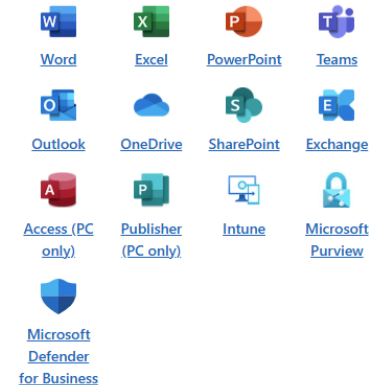 W
X
P
T
Word
Excel
PowerPoint
Teams
O
S
E
Outlook
OneDrive
SharePoint
Exchange
A
P
Access (PC
only)
Publisher
(PC only)
Intune
Microsoft
Purview
Microsoft
Defender
for Business